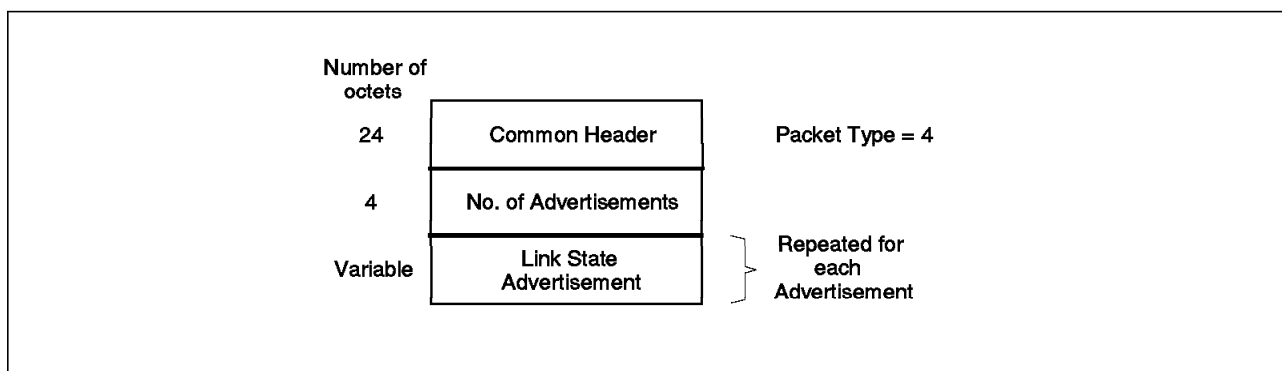 Number of
octets
24 Common Header Packet Type = 4
4 No. of Advertisements
Variable Link State
Advertisement
Repeated for
each
Advertisement